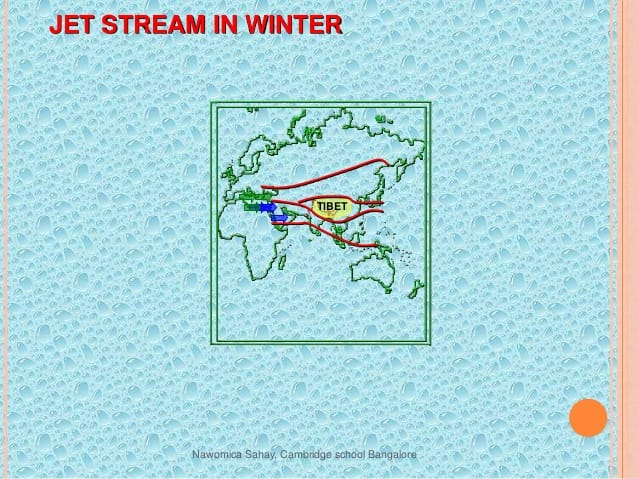 JET STREAM IN WINTER
TIBET
Nawomica Sahay, Cambridge school Bangalore